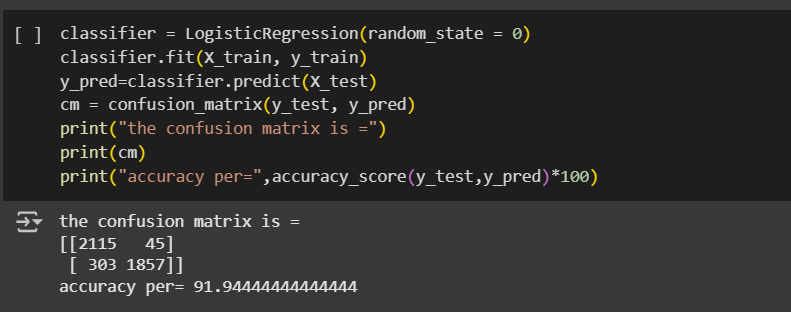 [ ] classifier = LogisticRegression(random_state = 0)
classifier.fit(X_train, y_train)
y_pred=classifier.predict(X_test)
cm = confusion_matrix(y_test, y_pred)
print("the confusion matrix is =")
print(cm)
print("accuracy per=",accuracy_score(y_test,y_pred)*100)
the confusion matrix is =
[[2115   45]
 [ 303 1857]]
accuracy per= 91.94444444444444